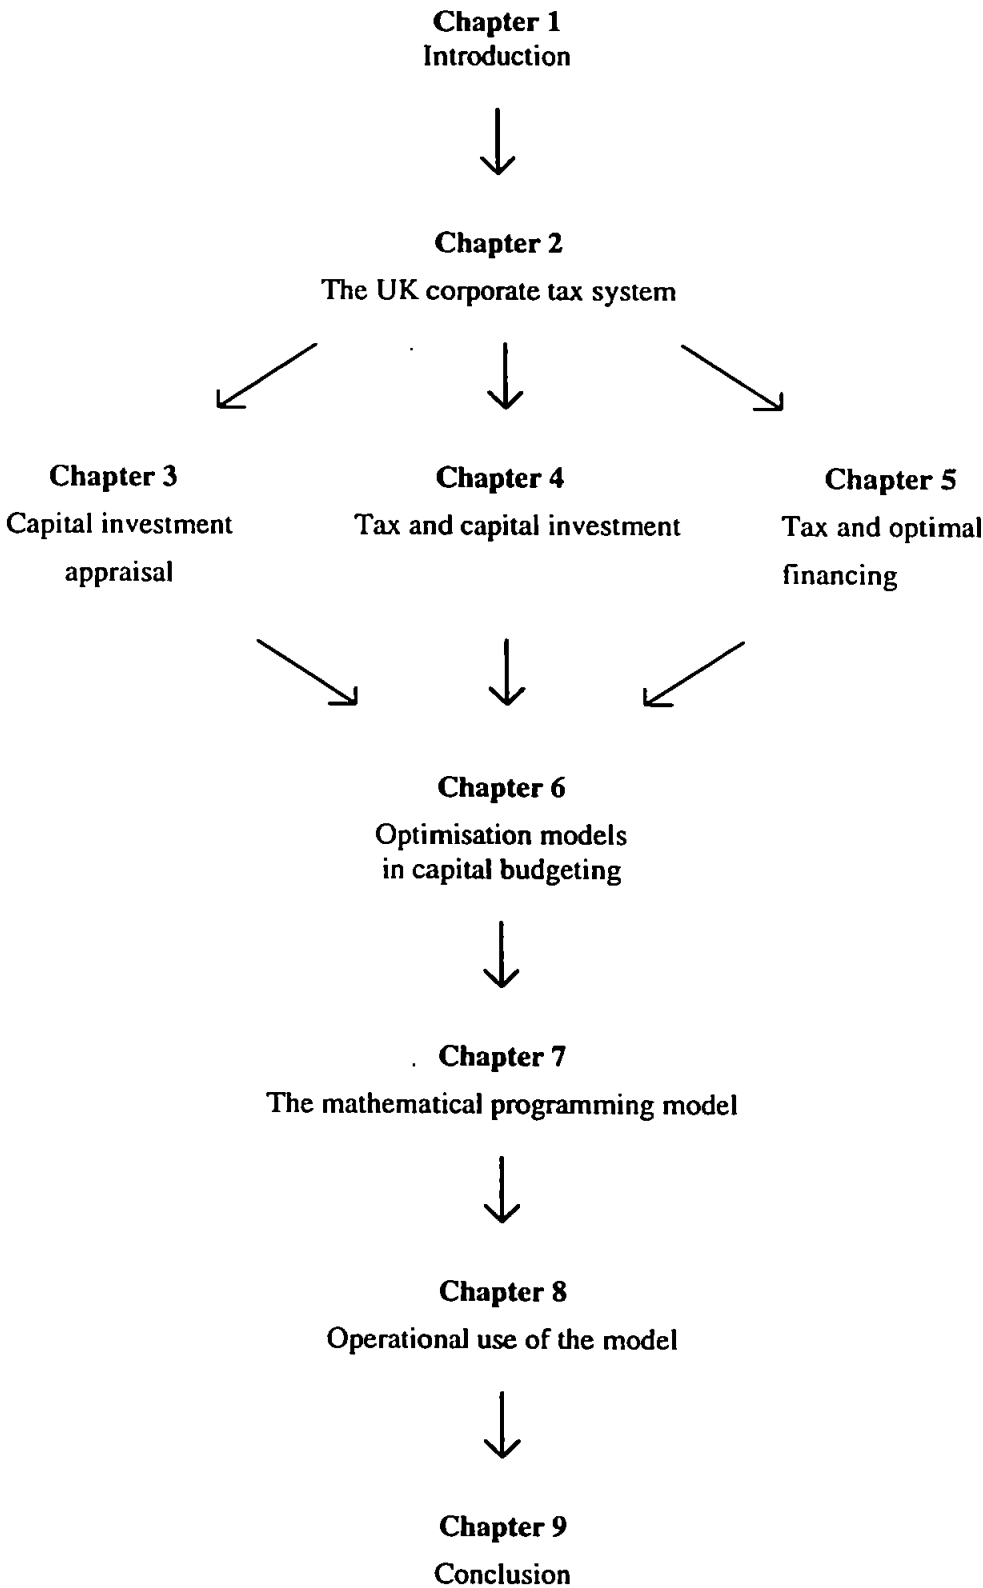 Chapter 1
Introduction
Chapter 2
The UK corporate tax system
Chapter 3
Capital investment
appraisal
Chapter 4
Tax and capital investment
Chapter 5
Tax and optimal
financing
Chapter 6
Optimisation models
in capital budgeting
Chapter 7
The mathematical programming model
Chapter 8
Operational use of the model
Chapter 9
Conclusion